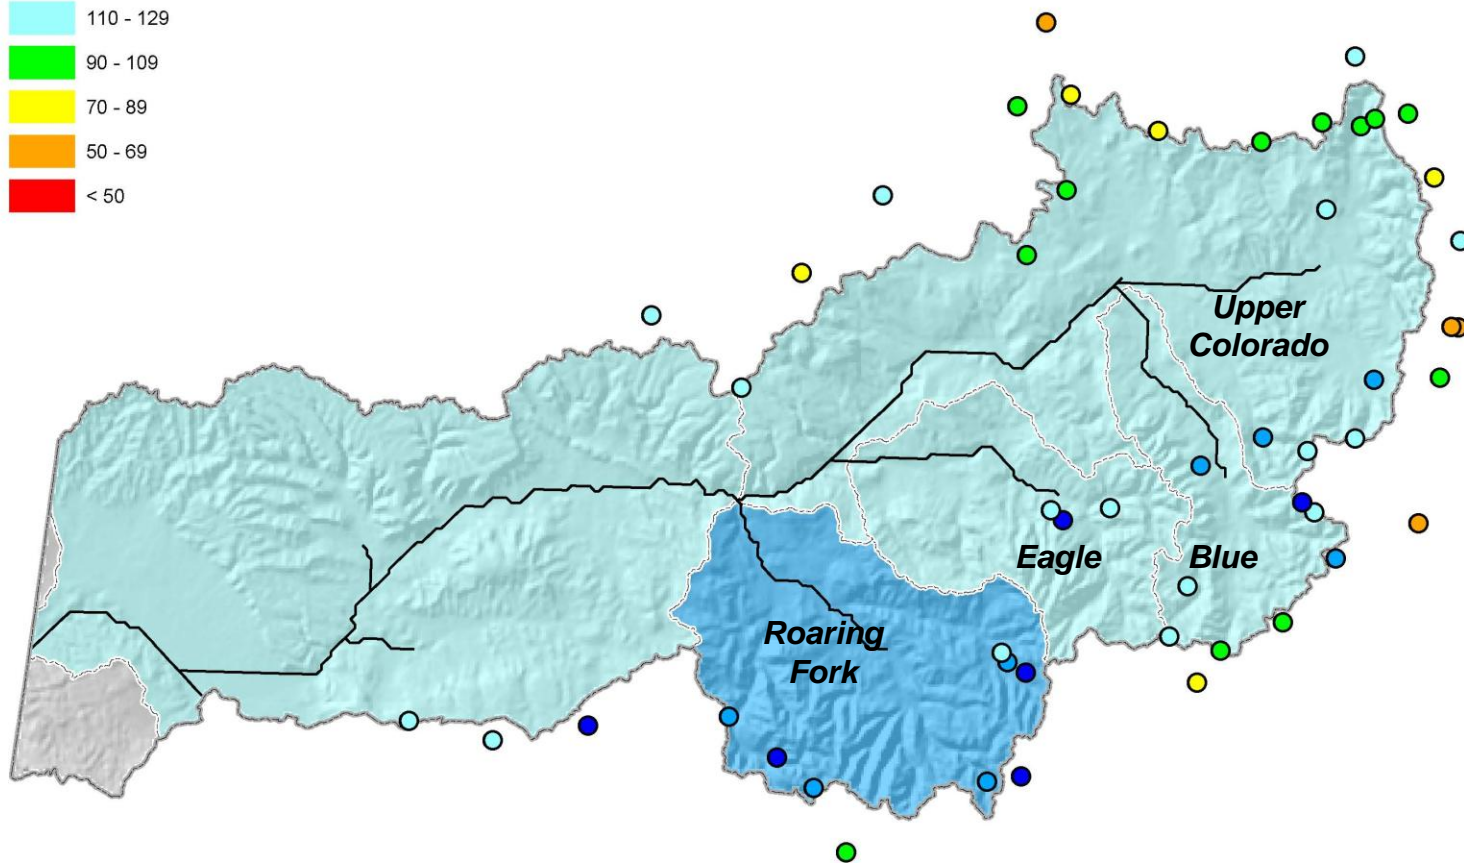 110 - 129
90 - 109
70 - 89
50 - 69
< 50
Upper
Colorado
Eagle
Blue
Roaring
Fork